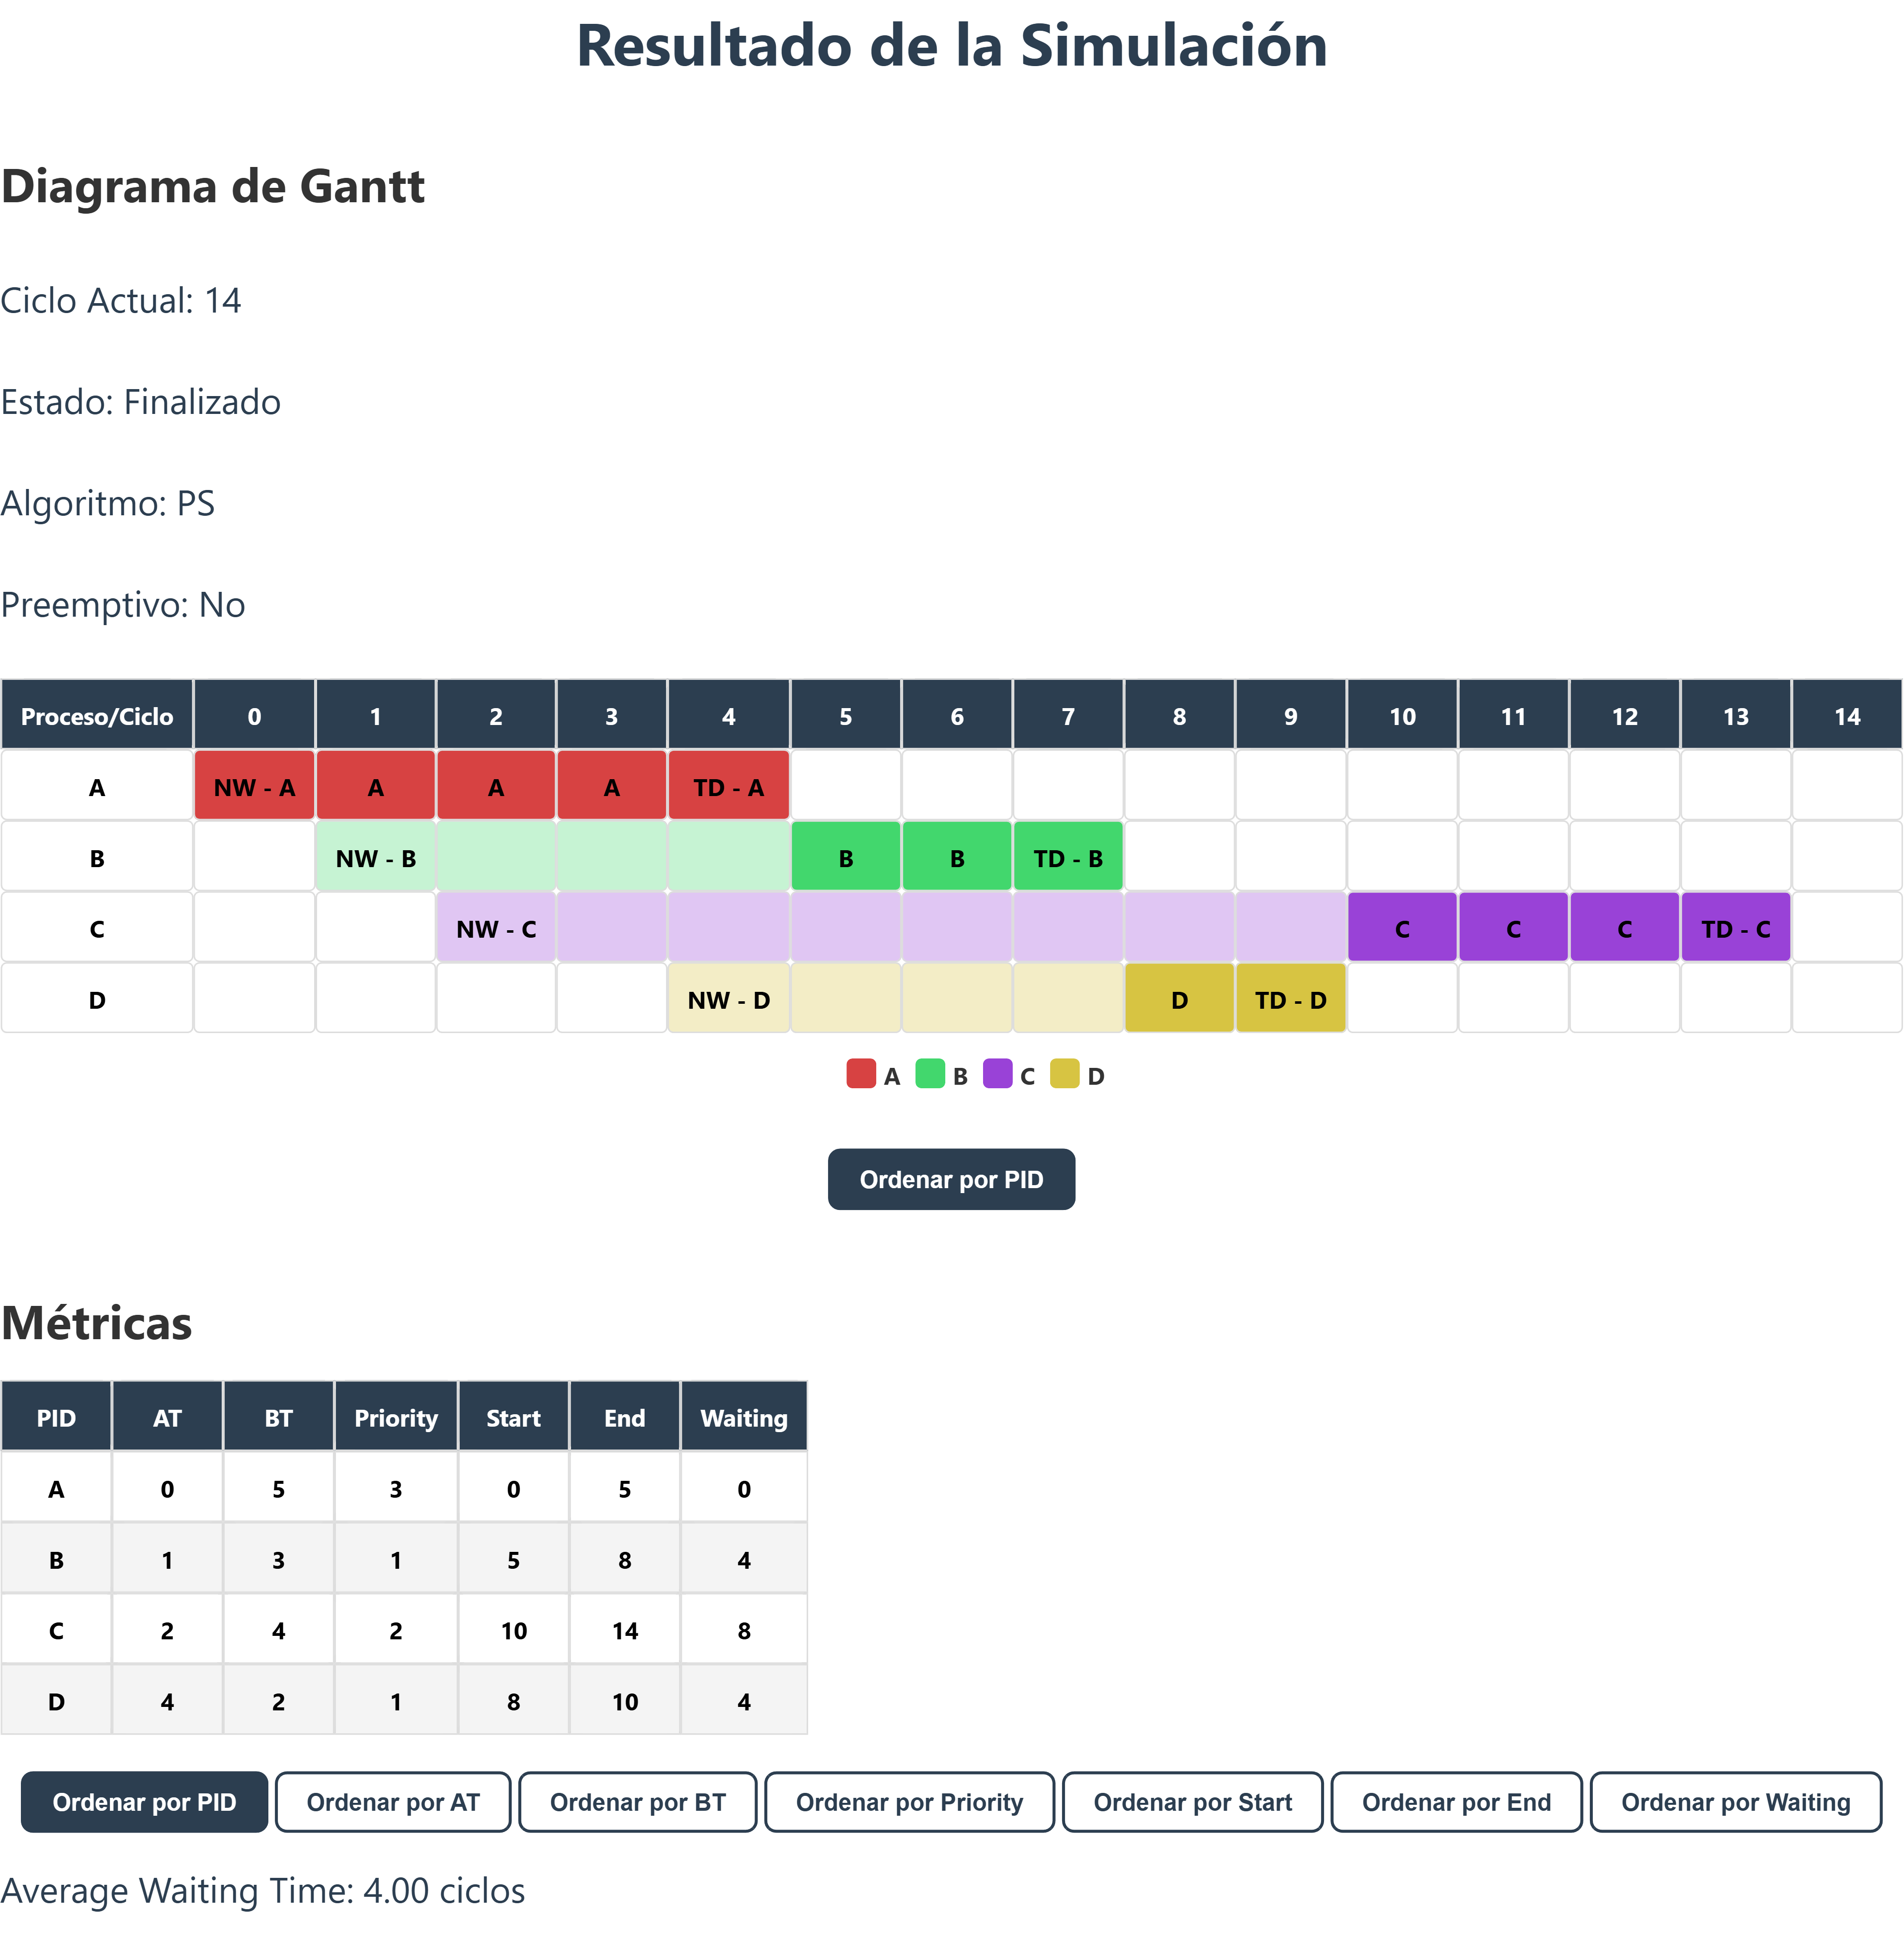 Resultado de la Simulación
Diagrama de Gantt
Ciclo Actual: 14
Estado: Finalizado
Algoritmo: PS
Preemptivo: No
Proceso/Ciclo 0 1 2 3 4 5 6 7 8 9 10 11 12 13 14
A NW - A A A A TD - A
B NW - B B B TD - B
C NW - C C C C TD - C
D NW - D D TD - D
A B C D
Ordenar por PID
Métricas
PID AT BT Priority Start End Waiting
A 0 5 3 0 5 0
B 1 3 1 5 8 4
C 2 4 2 10 14 8
D 4 2 1 8 10 4
Ordenar por PID Ordenar por AT Ordenar por BT Ordenar por Priority Ordenar por Start Ordenar por End Ordenar por Waiting
Average Waiting Time: 4.00 ciclos